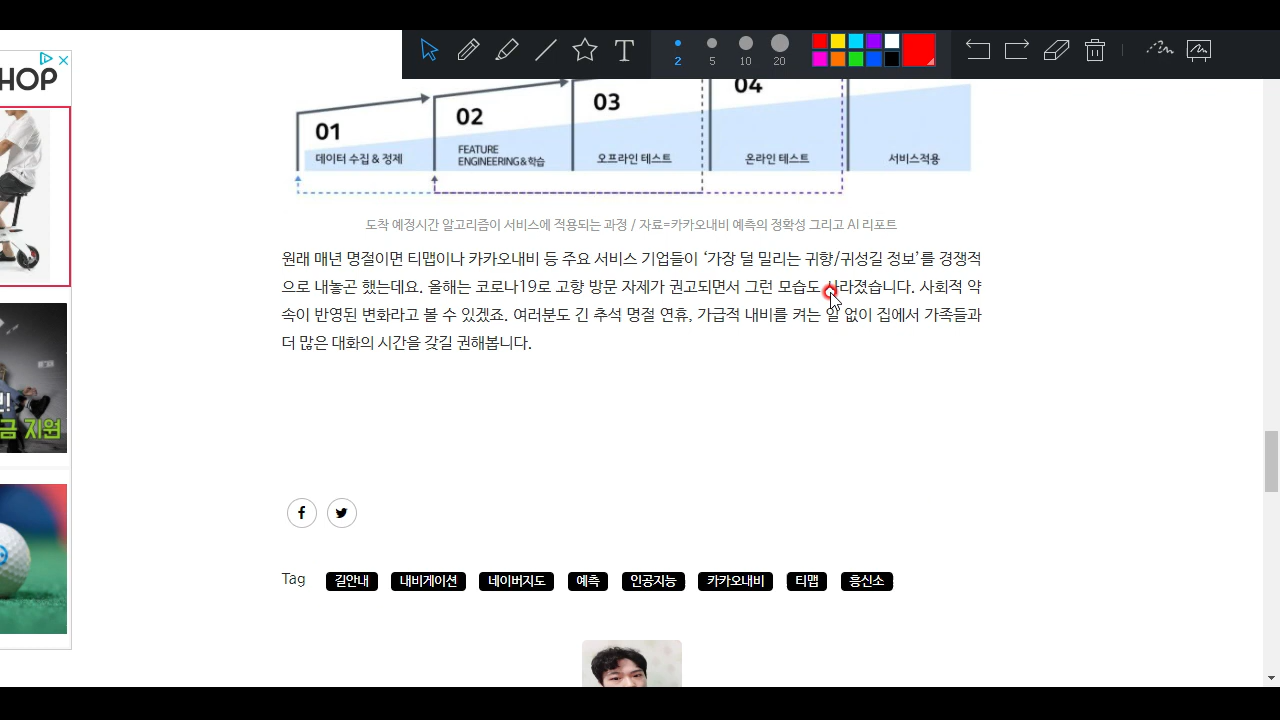 HOP
2
5
10
20
01
데이터 수집 & 정제
02
FEATURE
ENGINEERING&학습
03
오프라인 테스트
04
온라인 테스트
서비스적용
도착 예정시간 알고리즘이 서비스에 적용되는 과정 / 자료=카카오내비 예측의 정확성 그리고 AI 리포트
원래 매년 명절이면 티맵이나 카카오내비 등 주요 서비스 기업들이 ‘가장 덜 밀리는 귀향/귀성길 정보’를 경쟁적
으로 내놓곤 했는데요. 올해는 코로나19로 고향 방문 자제가 권고되면서 그런 모습도 사라졌습니다. 사회적 약
속이 반영된 변화라고 볼 수 있겠죠. 여러분도 긴 추석 명절 연휴, 가급적 내비를 켜는 일 없이 집에서 가족들과
더 많은 대화의 시간을 갖길 권해봅니다.
금 지원
Tag 길안내 내비게이션 네이버지도 예측 인공지능 카카오내비 티맵 흥신소